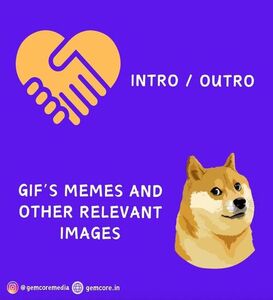 INTRO / OUTRO
GIF'S MEMES AND
OTHER RELEVANT
IMAGES
@gemcoremedia gemcore.in